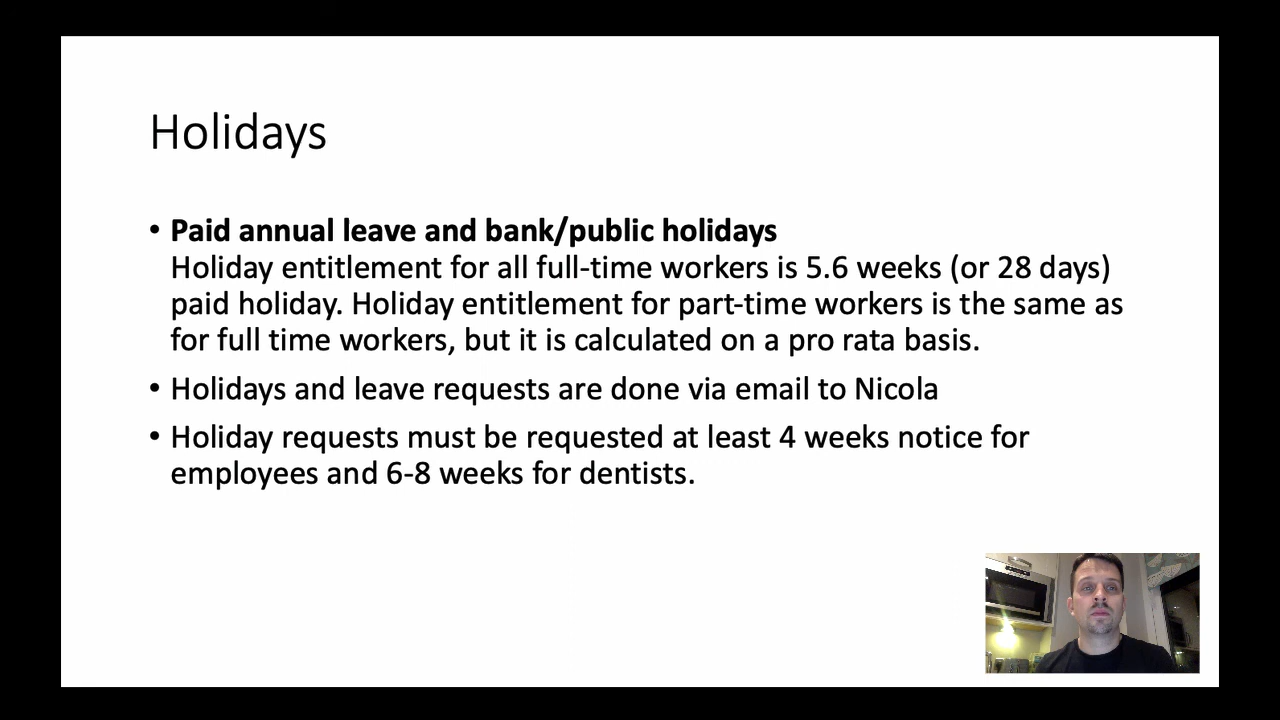 Holidays
• Paid annual leave and bank/public holidays
Holiday entitlement for all full-time workers is 5.6 weeks (or 28 days)
paid holiday. Holiday entitlement for part-time workers is the same as
for full time workers, but it is calculated on a pro rata basis.
• Holidays and leave requests are done via email to Nicola
• Holiday requests must be requested at least 4 weeks notice for
employees and 6-8 weeks for dentists.